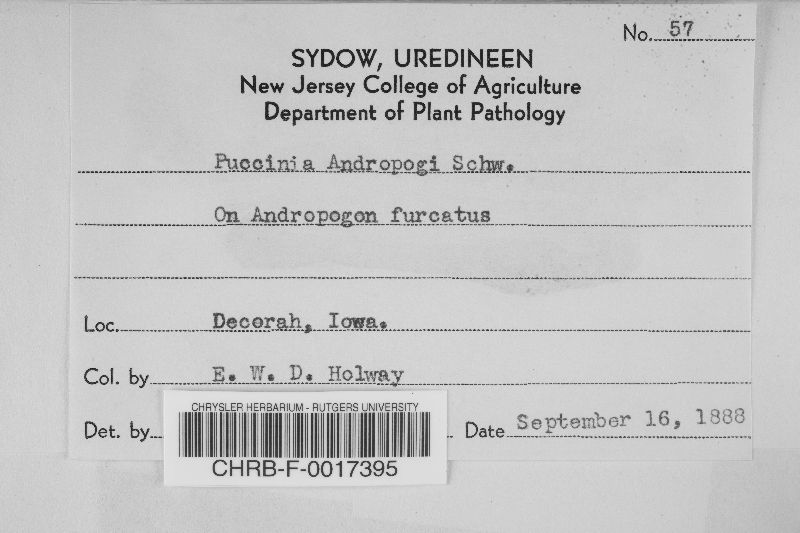 No. 57
SYDOW, UREDINEEN
New Jersey College of Agriculture
Department of Plant Pathology
Puccinia Andropogi Schw.
On Andropogon furcatus
Loc. Decorah, Iowa.
Col. by E. W. D. Holway
Det. by
Date September 16, 1888
CHRYSLER HERBARIUM - RUTGERS UNIVERSITY
CHRB-F-0017395